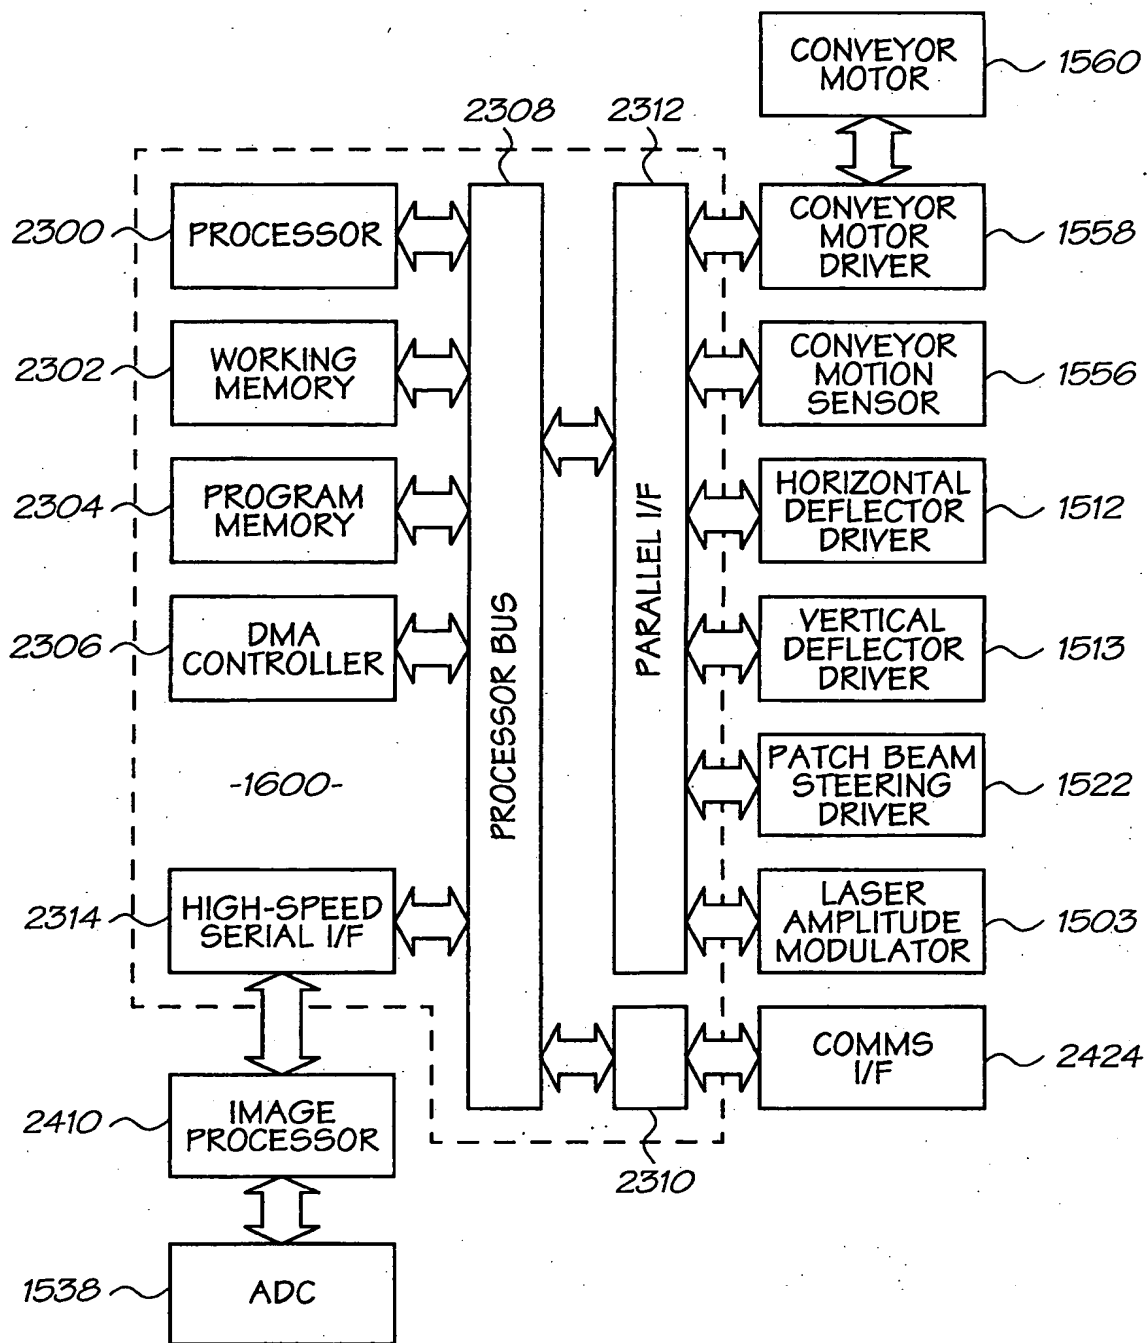 CONVEYOR
MOTOR
1560
2308
2312
2300
PROCESSOR
CONVEYOR
MOTOR
DRIVER
1558
2302
WORKING
MEMORY
CONVEYOR
MOTION
SENSOR
1556
2304
PROGRAM
MEMORY
HORIZONTAL
DEFLECTOR
DRIVER
1512
2306
DMA
CONTROLLER
PROCESSOR BUS
PARALLEL I/F
VERTICAL
DEFLECTOR
DRIVER
1513
-1600-
PATCH BEAM
STEERING
DRIVER
1522
2314
HIGH-SPEED
SERIAL I/F
LASER
AMPLITUDE
MODULATOR
1503
COMMS
I/F
2424
2410
IMAGE
PROCESSOR
2310
1538
ADC